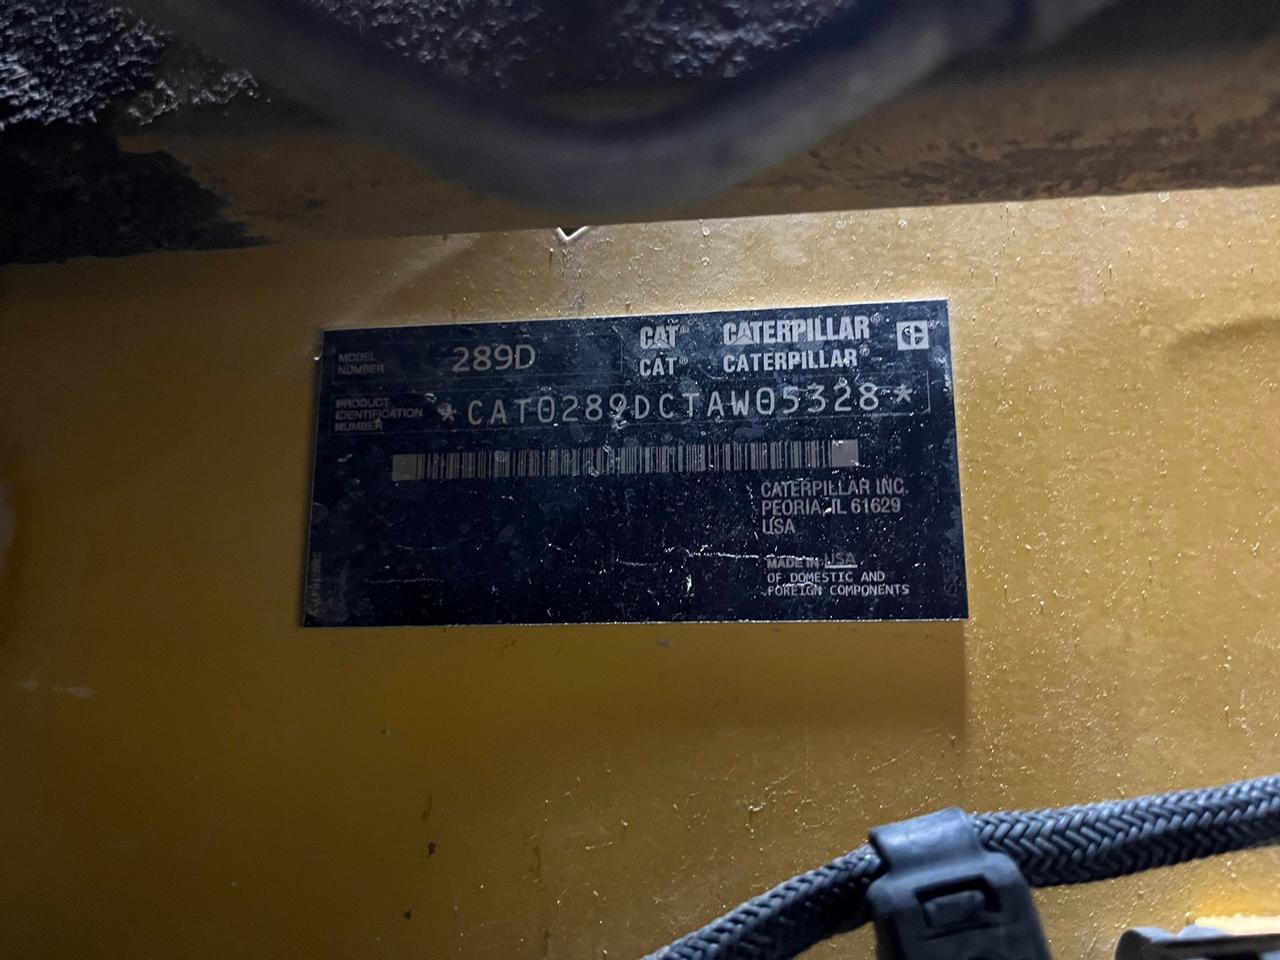 MODEL NUMBER 289D
CAT® CATERPILLAR®
CAT® CATERPILLAR®
PRODUCT IDENTIFICATION NUMBER *CAT0289DCTAW05328*
CATERPILLAR INC.
PEORIA, IL 61629
USA
MADE IN USA
OF DOMESTIC AND
FOREIGN COMPONENTS